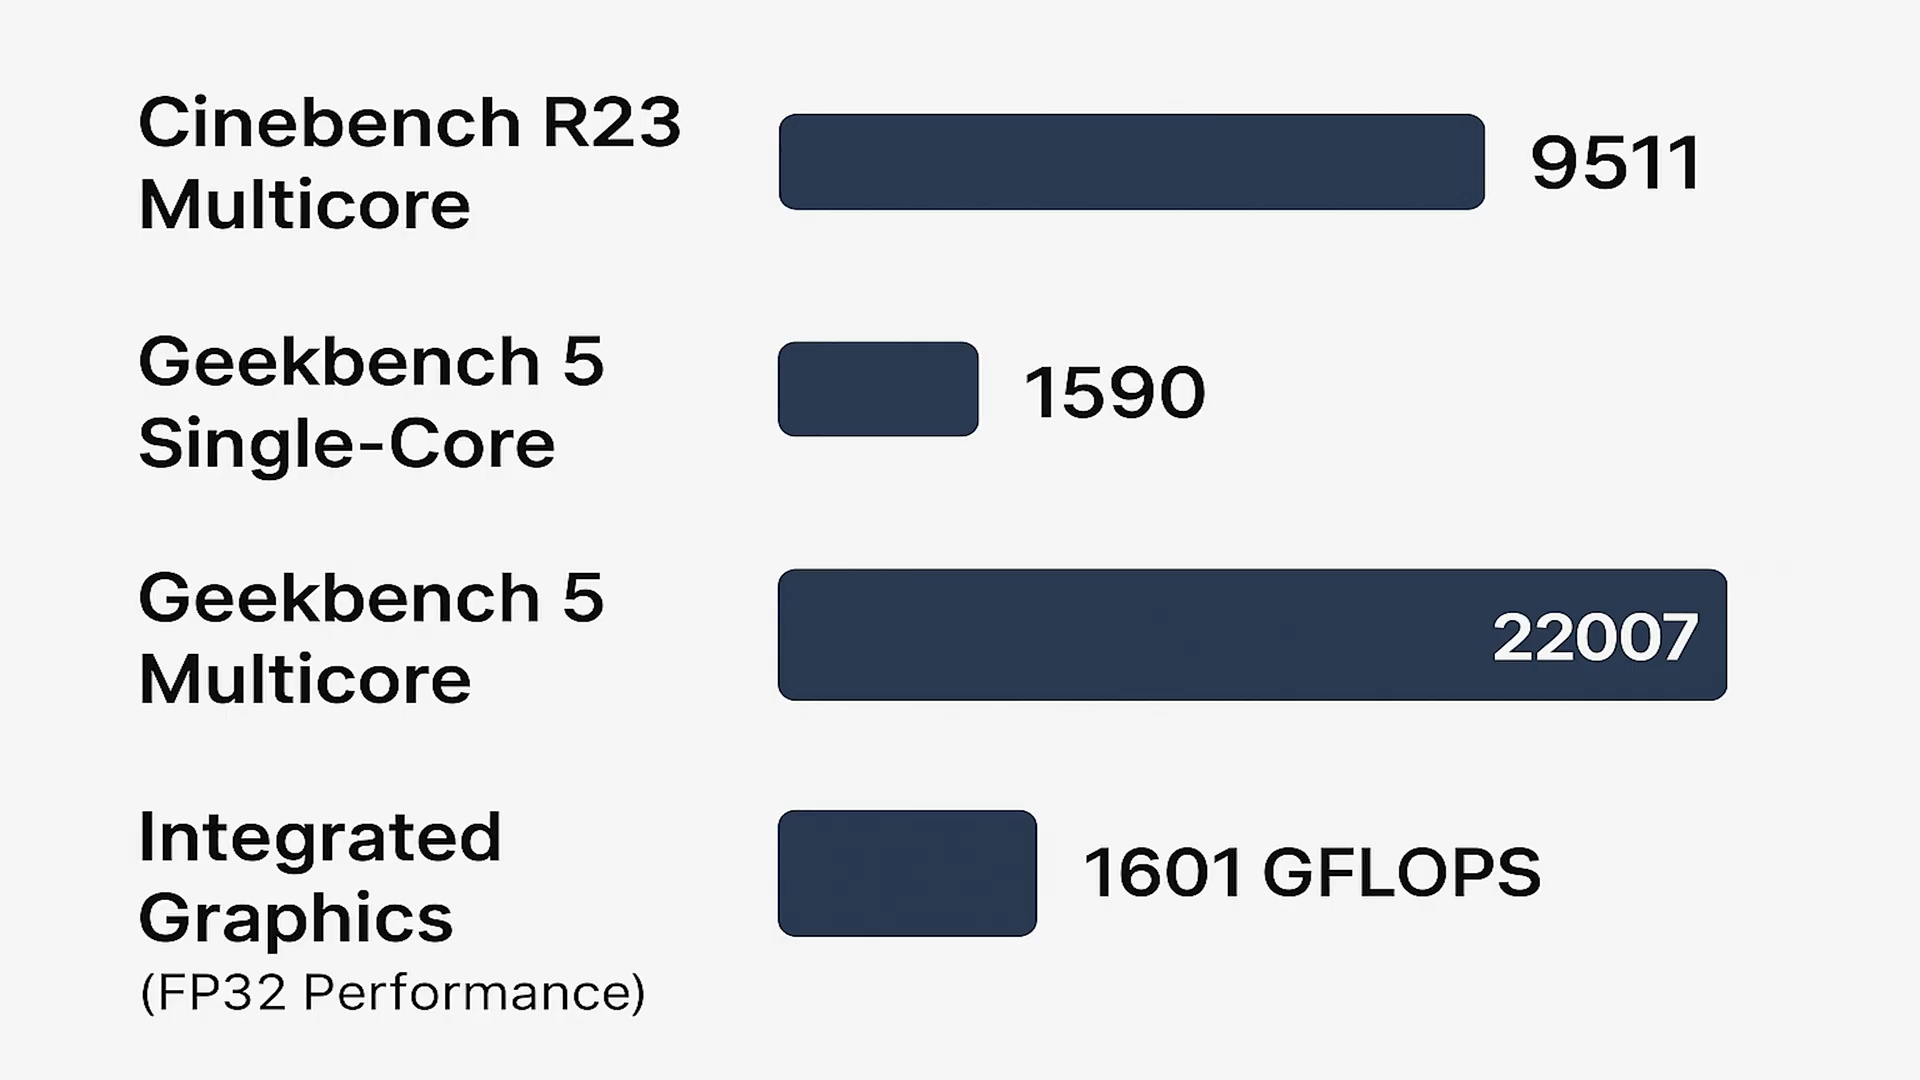 Cinebench R23
Multicore
9511
Geekbench 5
Single-Core
1590
Geekbench 5
Multicore
22007
Integrated
Graphics
(FP32 Performance)
1601 GFLOPS